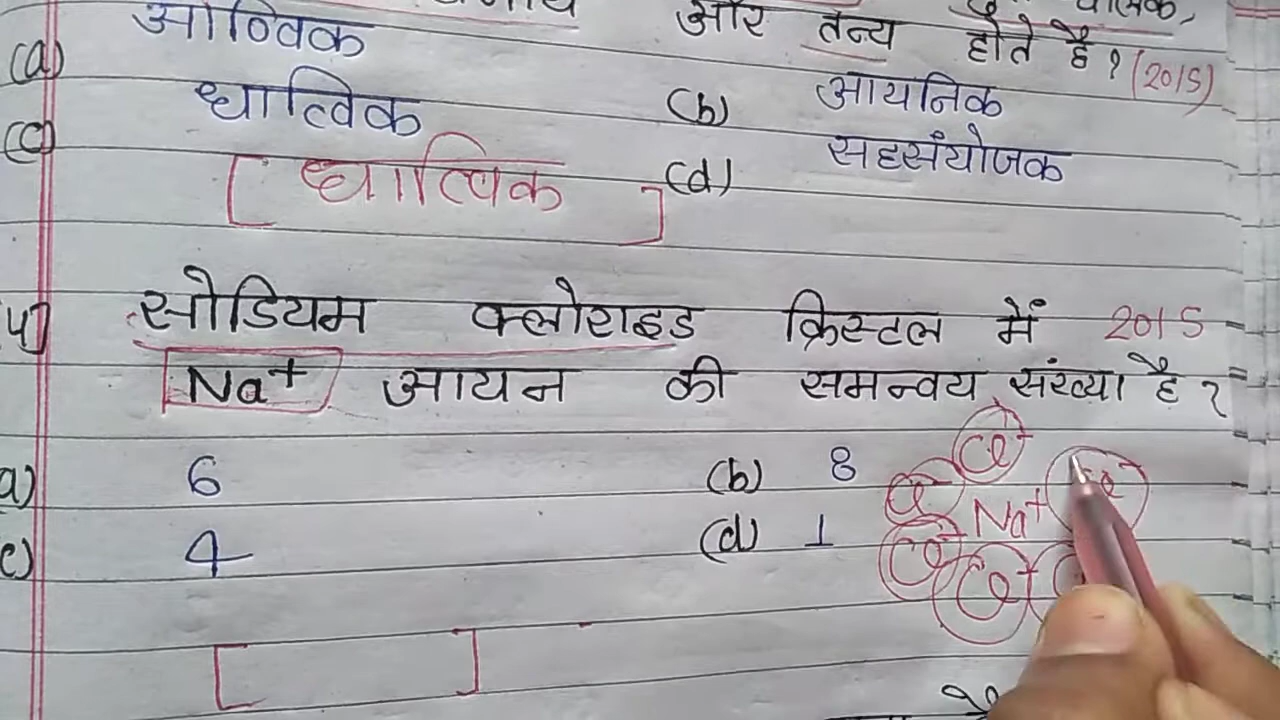 और तन्य होते है? (2015)
(a) आण्विक
(b) आयनिक
(c) धात्विक
(d) सहसंयोजक
[ धात्विक ]
4] सोडियम क्लोराइड क्रिस्टल में 2015
Na⁺ आयन की समन्वय संख्या है?
a) 6 (b) 8
c) 4 (d) 1
Na⁺